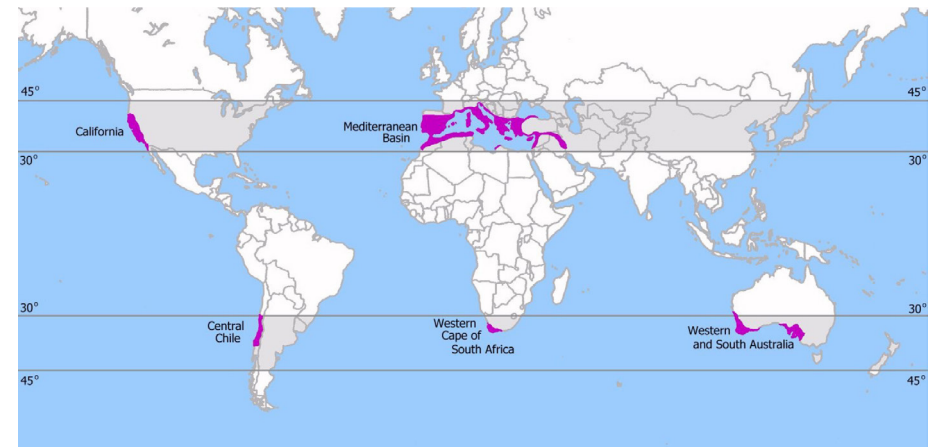 45°
45°
California
Mediterranean
Basin
30°
30°
30°
30°
Central
Chile
Western
Cape of
South Africa
Western
and South Australia
45°
45°